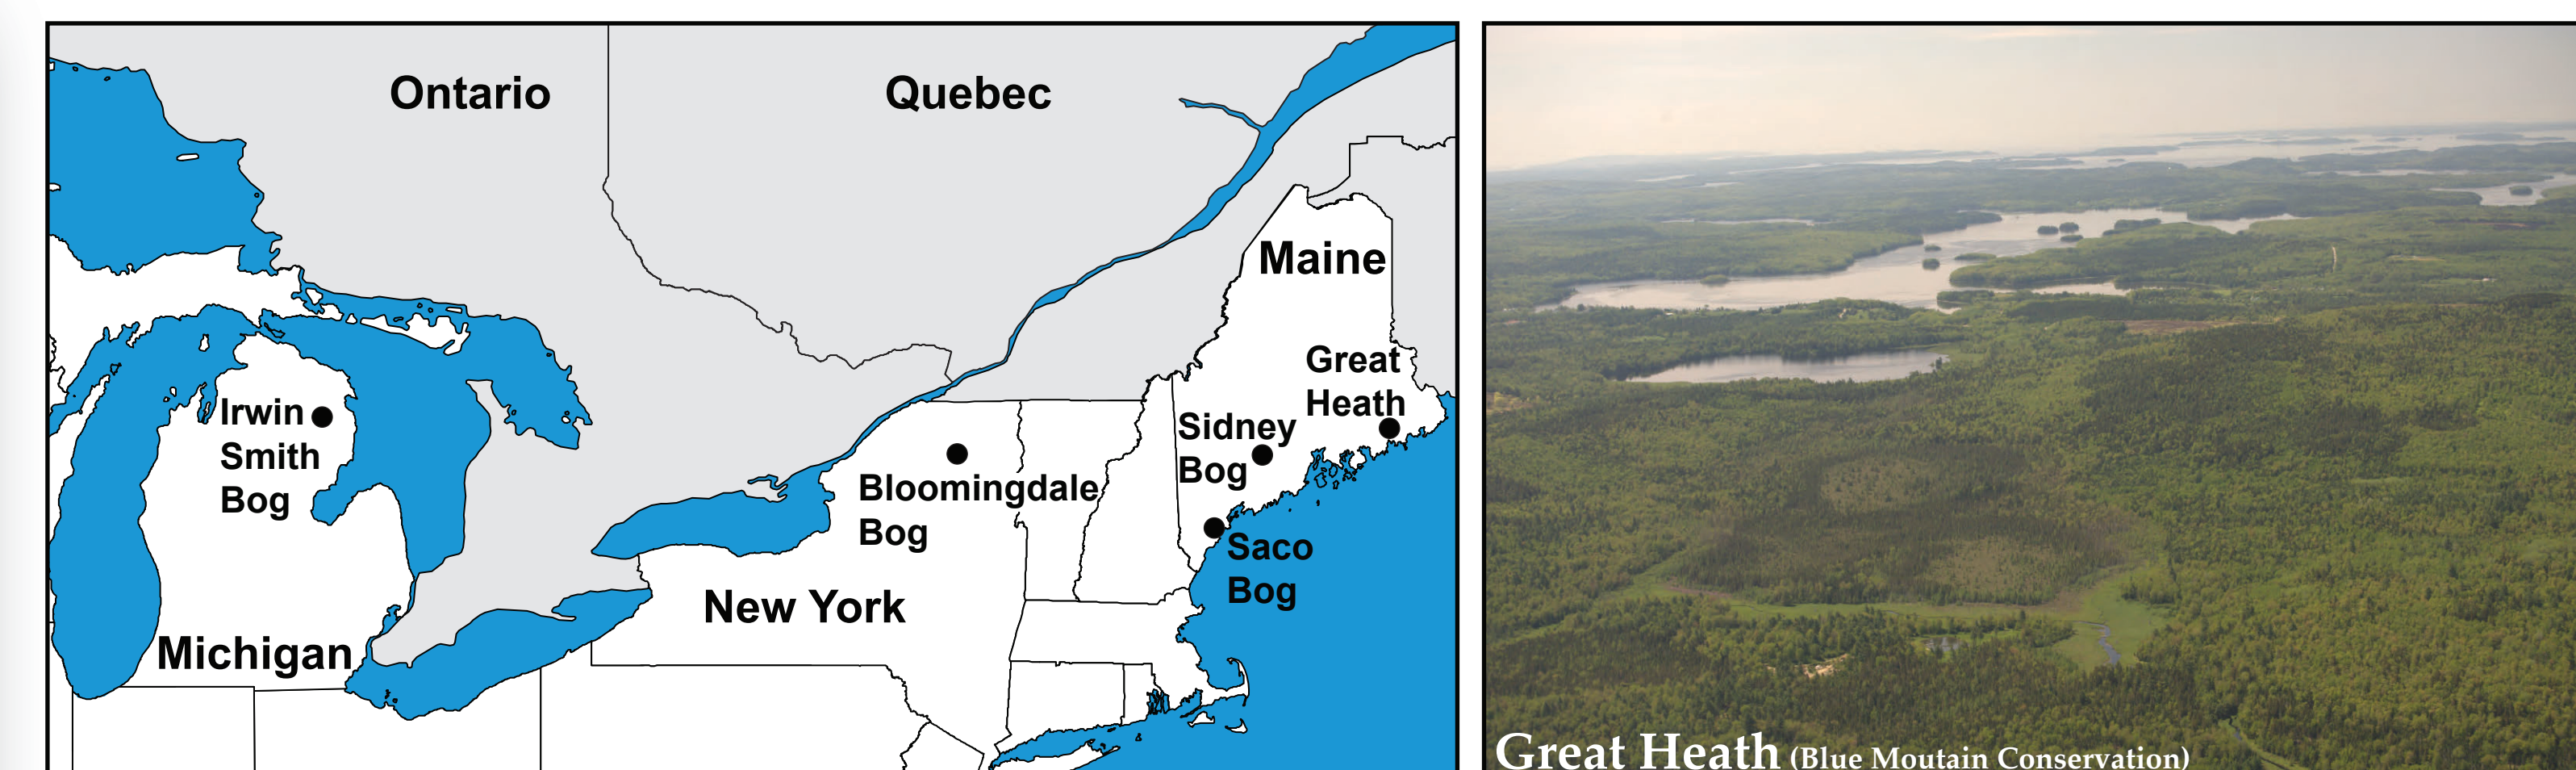 Ontario
Quebec
Maine
Great
Heath
Sidney
Bog
Irwin
Smith
Bog
Bloomingdale
Bog
Saco
Bog
New York
Michigan
Great Heath (Blue Moutain Conservation)